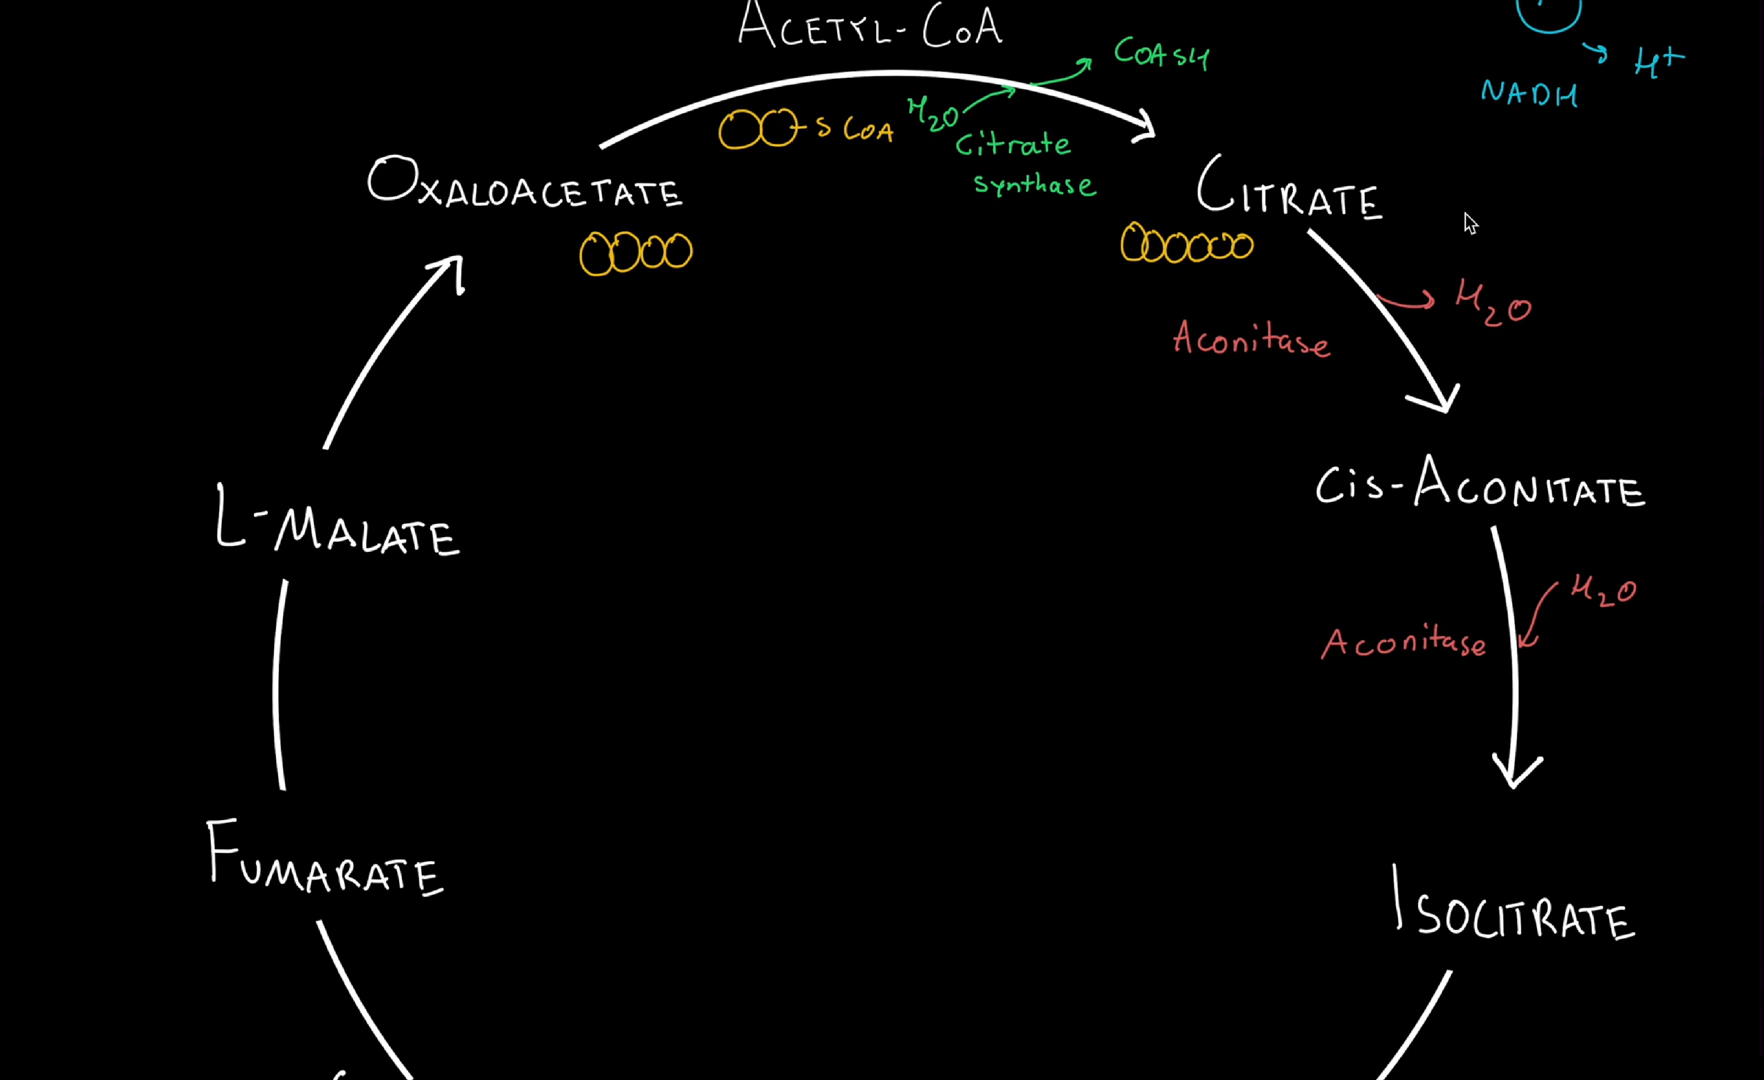 ACETYL-COA
COASH
H+
NADH
S COA
H2O
Citrate
synthase
OXALOACETATE
CITRATE
H2O
Aconitase
Cis-ACONITATE
L-MALATE
H2O
Aconitase
FUMARATE
ISOCITRATE